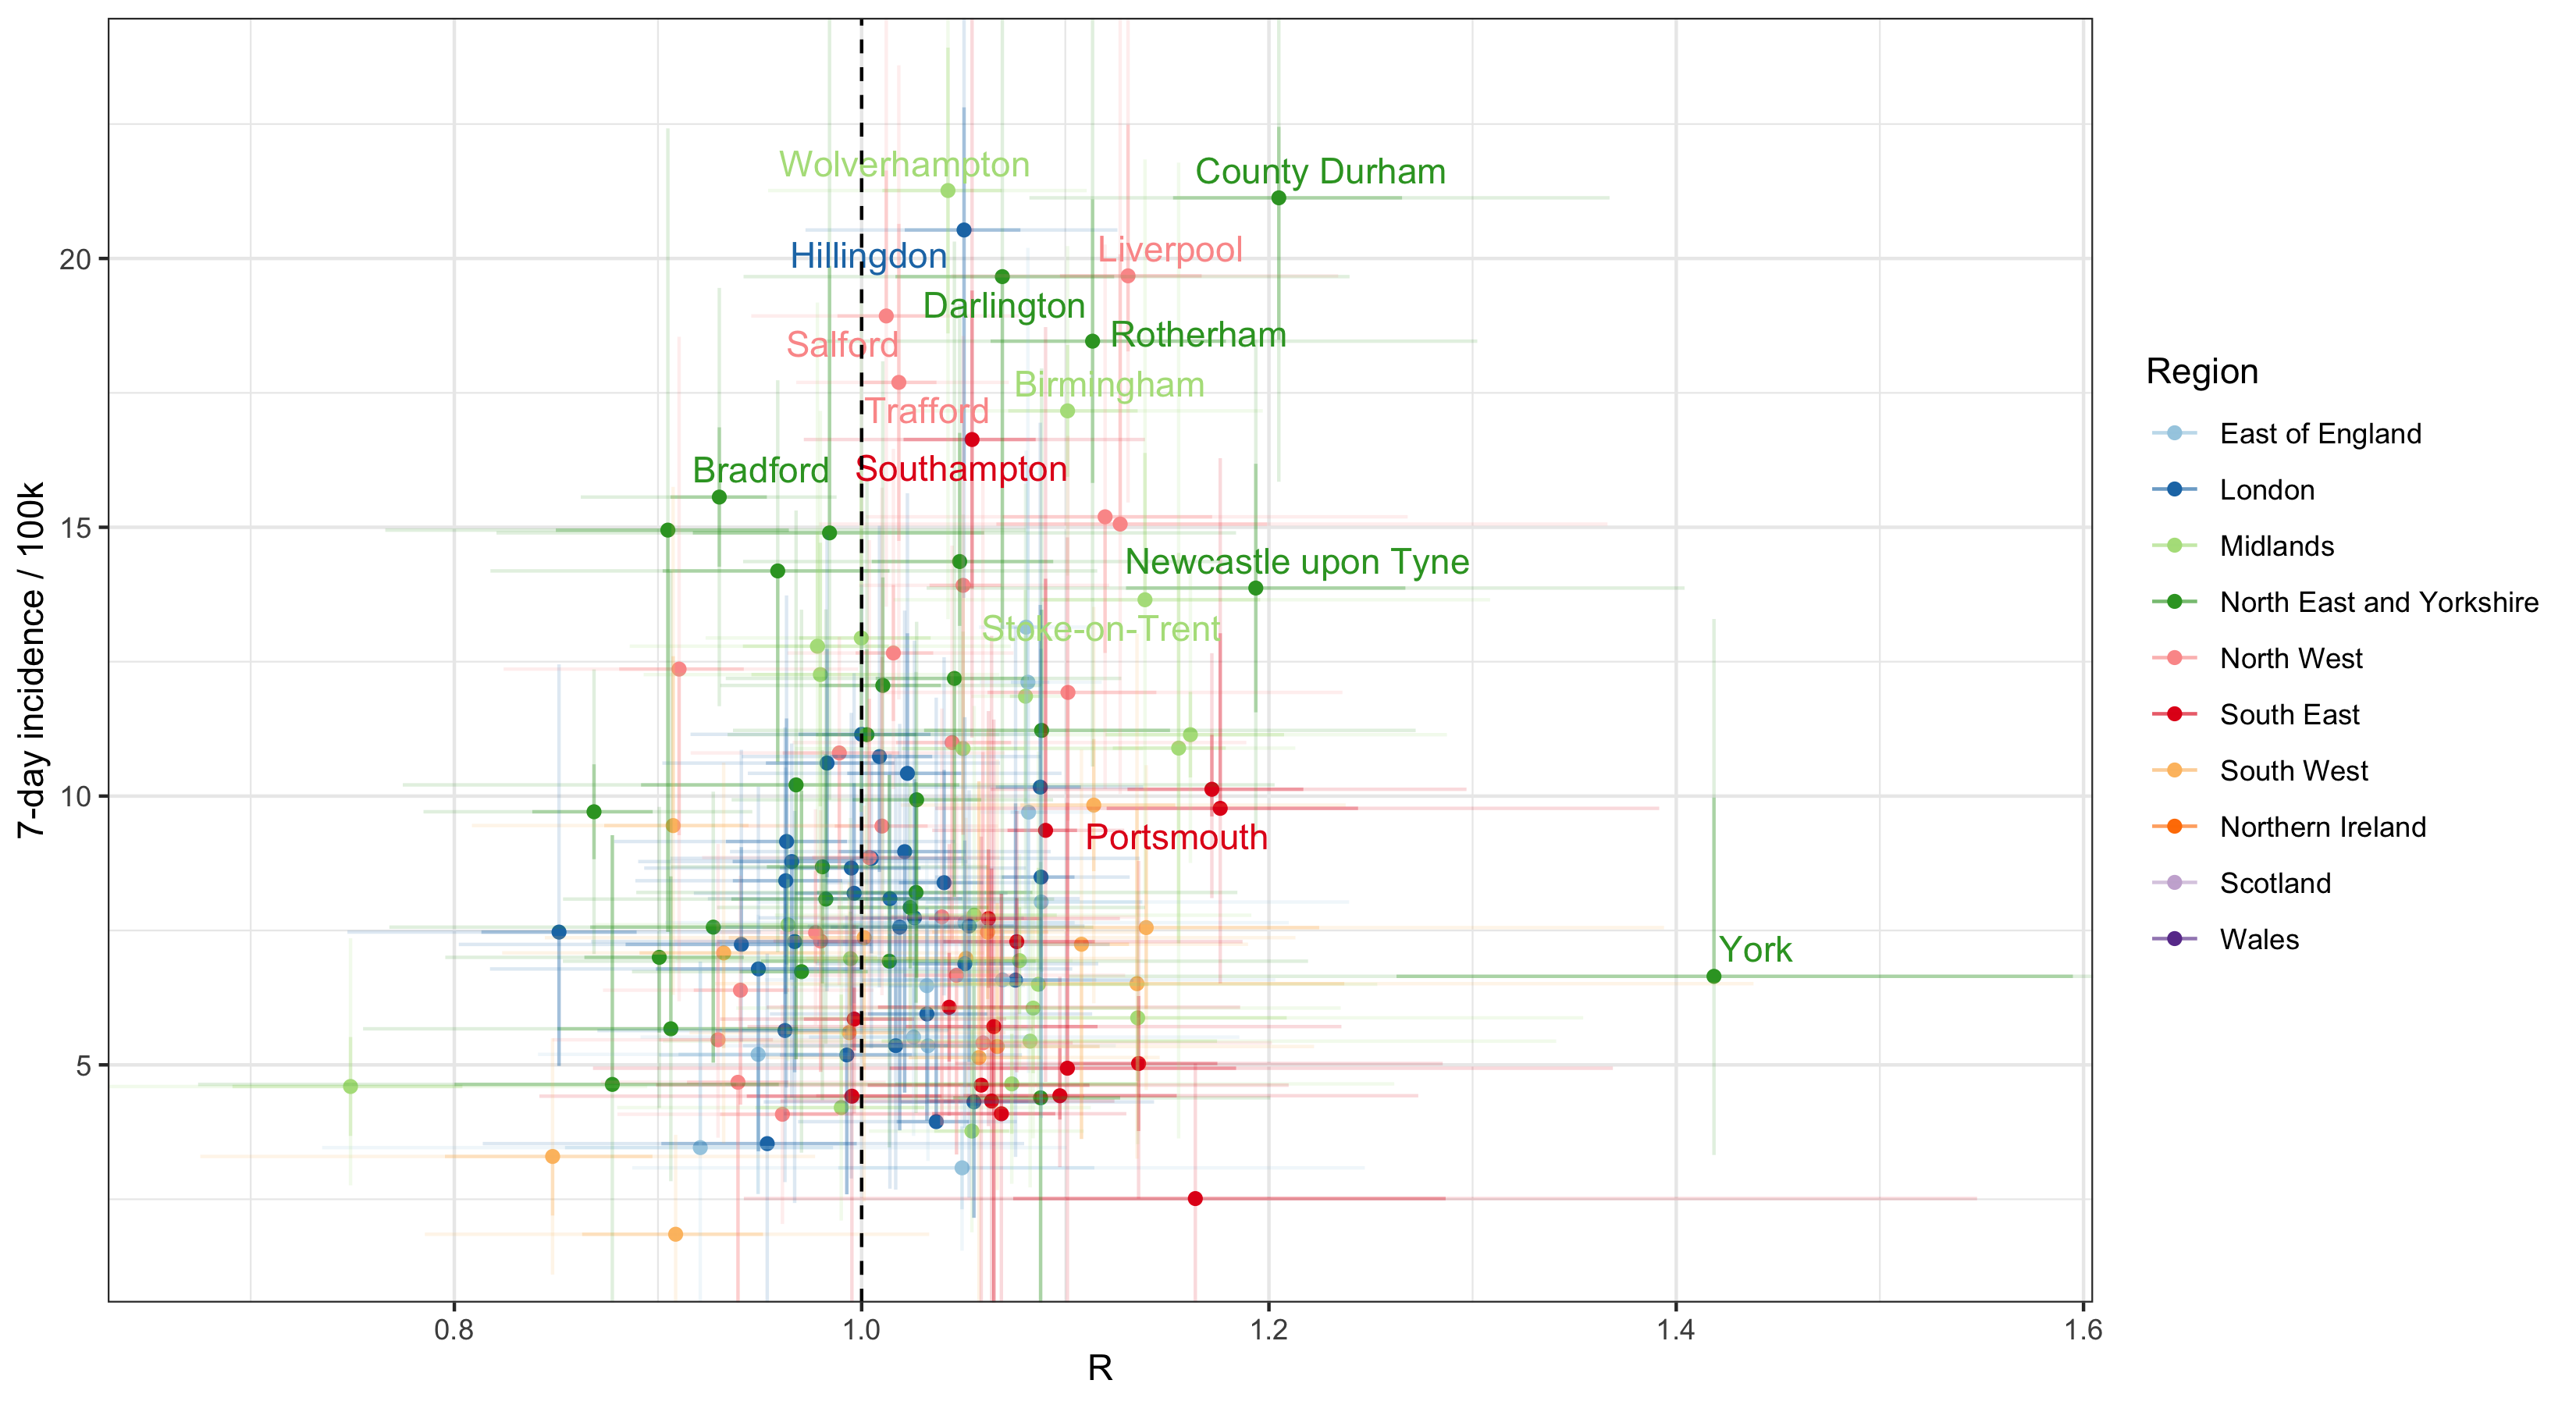 Wolverhampton
County Durham
Hillingdon
Liverpool
Darlington
Rotherham
Salford
Birmingham
Trafford
Southampton
Bradford
Newcastle upon Tyne
Stoke-on-Trent
Portsmouth
York
20
15
10
5
7-day incidence / 100k
0.8
1.0
1.2
1.4
1.6
R
Region
East of England
London
Midlands
North East and Yorkshire
North West
South East
South West
Northern Ireland
Scotland
Wales